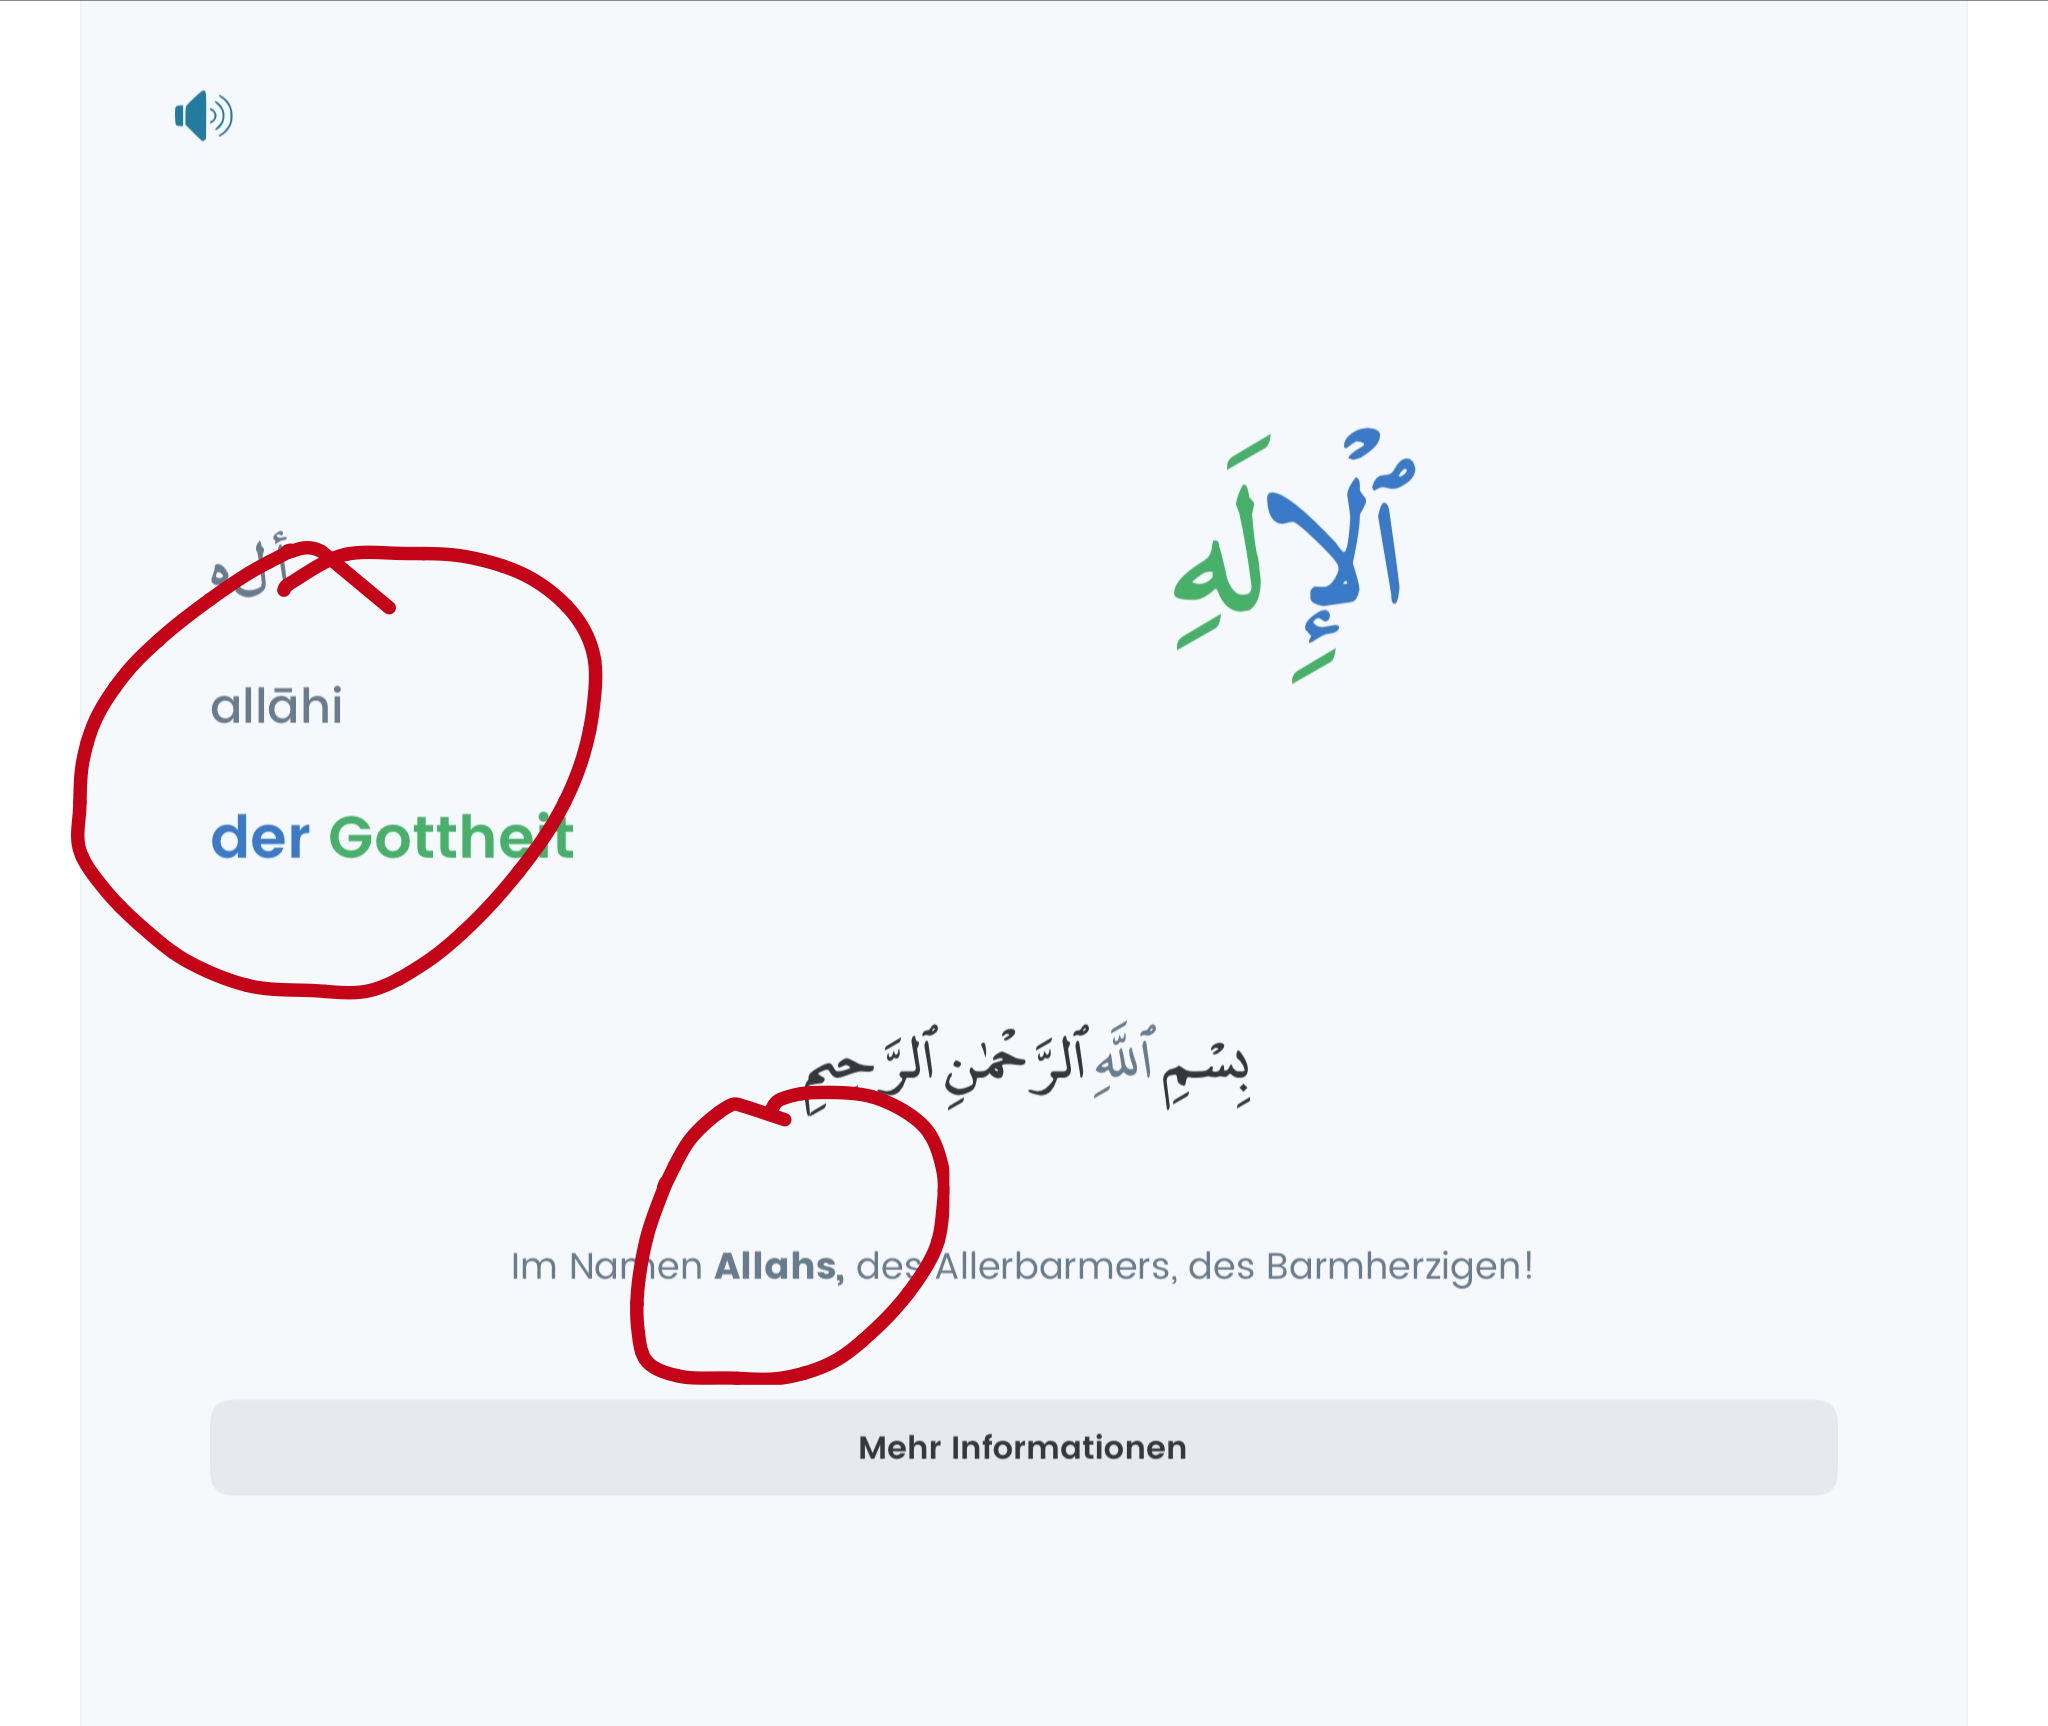 ٱلْإِلَٰهِ
أ ل ه
allāhi
der Gottheit
بِسْمِ ٱللَّهِ ٱلرَّحْمَٰنِ ٱلرَّحِيمِ
Im Namen Allahs, des Allerbarmers, des Barmherzigen!
Mehr Informationen